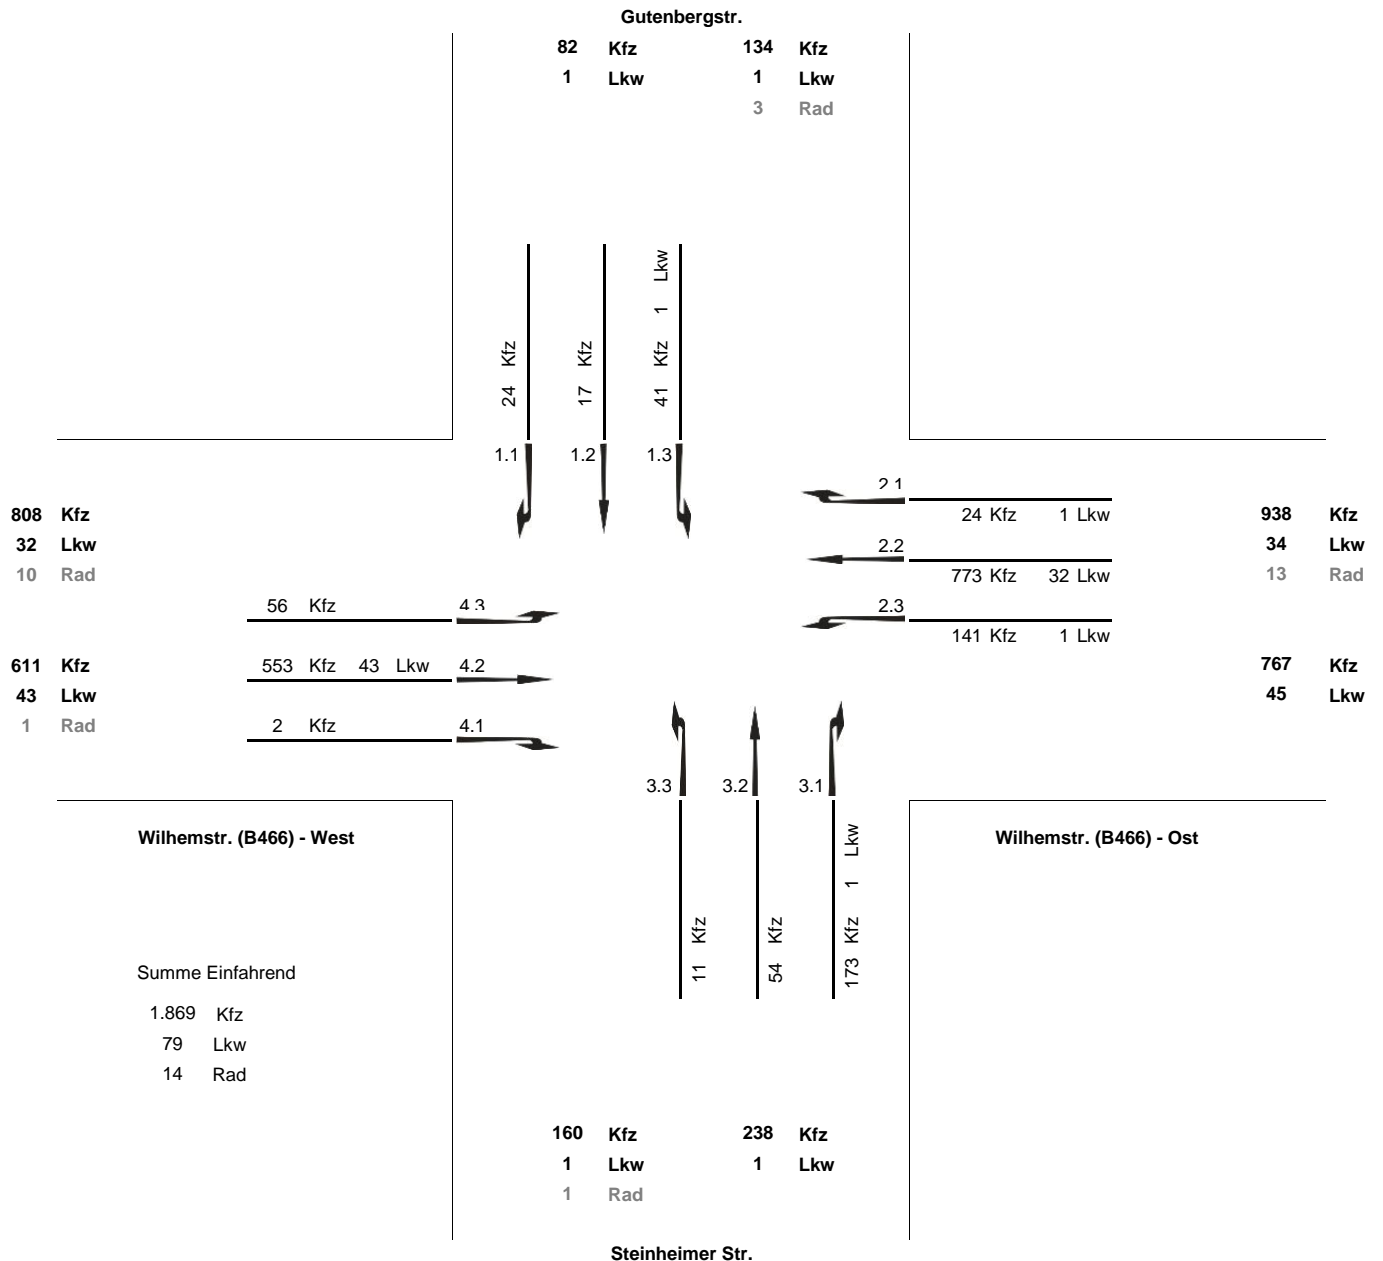 Gutenbergstr.
82 Kfz 134 Kfz
1 Lkw 1 Lkw
3 Rad
24 Kfz
17 Kfz
41 Kfz 1 Lkw
1.1 1.2 1.3
2.1
24 Kfz 1 Lkw
2.2
773 Kfz 32 Lkw
2.3
141 Kfz 1 Lkw
808 Kfz
32 Lkw
10 Rad
938 Kfz
34 Lkw
13 Rad
56 Kfz 4.3
553 Kfz 43 Lkw 4.2
2 Kfz 4.1
611 Kfz
43 Lkw
1 Rad
767 Kfz
45 Lkw
3.3 3.2 3.1
11 Kfz
54 Kfz
173 Kfz 1 Lkw
Wilhemstr. (B466) - West
Wilhemstr. (B466) - Ost
Summe Einfahrend
1.869 Kfz
79 Lkw
14 Rad
160 Kfz 238 Kfz
1 Lkw 1 Lkw
1 Rad
Steinheimer Str.